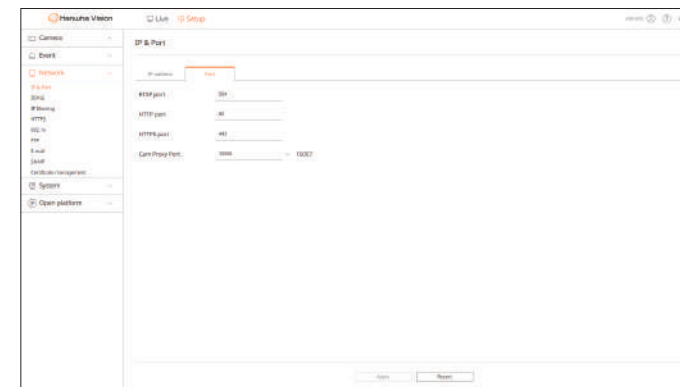 Hanwha Vision
Live
Setup
Camera
Event
Network
IP & Port
DDNS
IP filtering
HTTPS
802.1x
FTP
E-mail
SNMP
Certificate management
System
Open platform
IP & Port
IP address
Port
RTSP port
554
HTTP port
80
HTTPS port
443
Cam Proxy Port
~
Apply
Reset